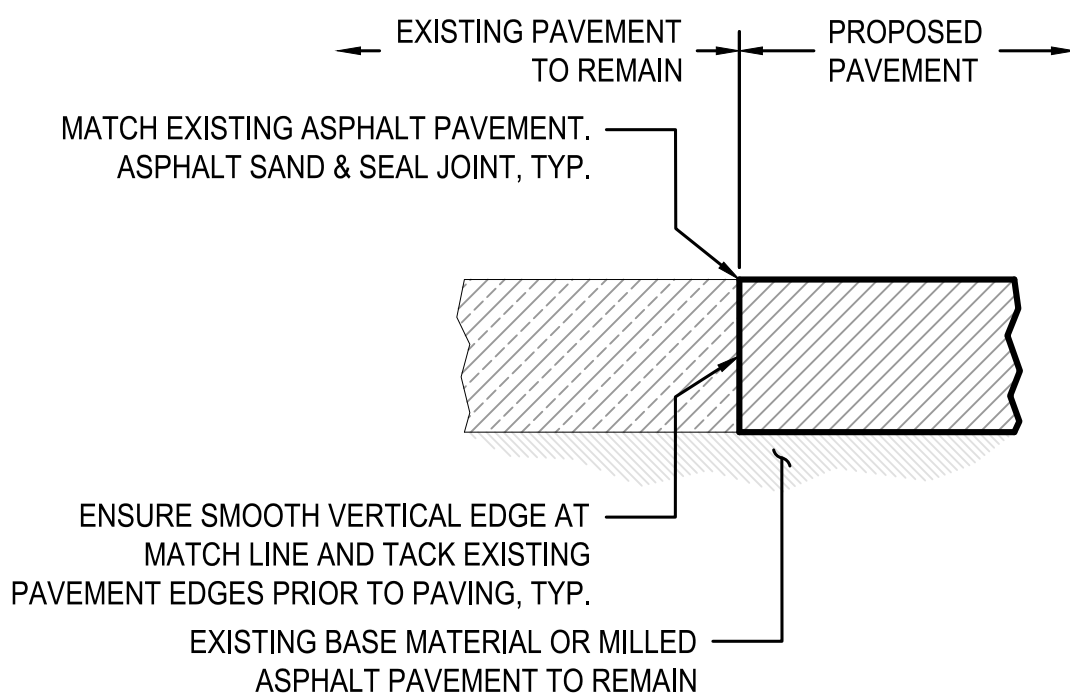 EXISTING PAVEMENT
TO REMAIN
PROPOSED
PAVEMENT
MATCH EXISTING ASPHALT PAVEMENT.
ASPHALT SAND & SEAL JOINT, TYP.
ENSURE SMOOTH VERTICAL EDGE AT
MATCH LINE AND TACK EXISTING
PAVEMENT EDGES PRIOR TO PAVING, TYP.
EXISTING BASE MATERIAL OR MILLED
ASPHALT PAVEMENT TO REMAIN